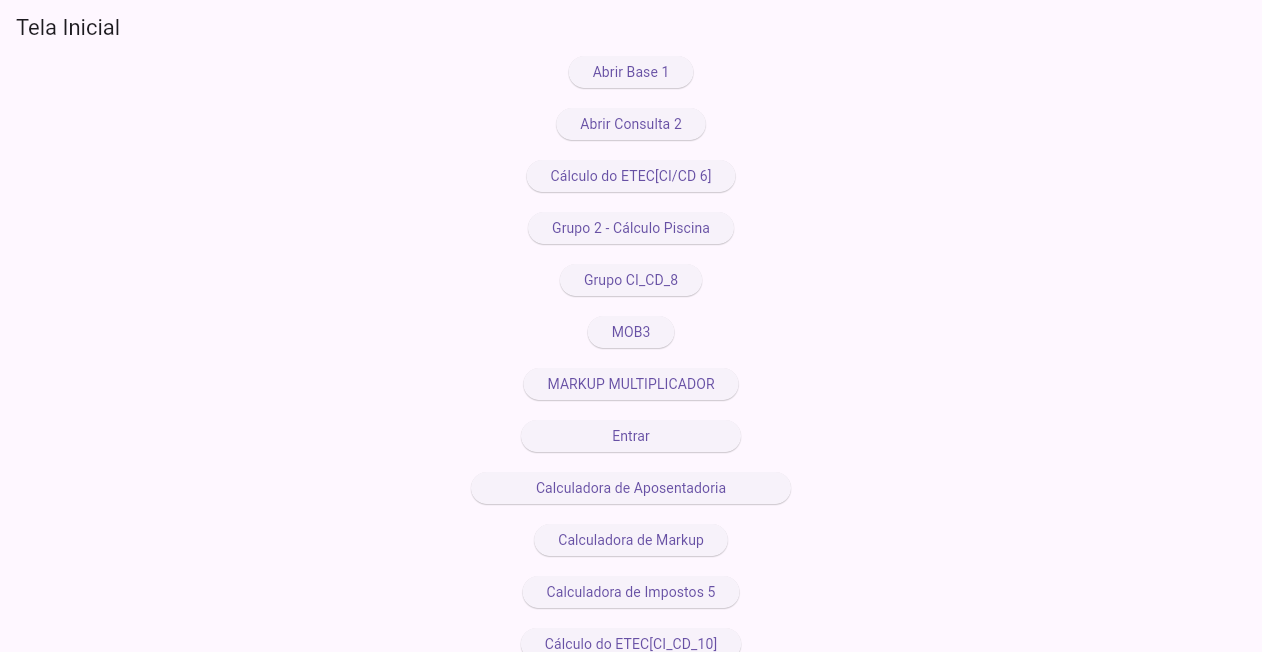 Tela Inicial
Abrir Base 1
Abrir Consulta 2
Cálculo do ETEC[CI/CD 6]
Grupo 2 - Cálculo Piscina
Grupo CI_CD_8
MOB3
MARKUP MULTIPLICADOR
Entrar
Calculadora de Aposentadoria
Calculadora de Markup
Calculadora de Impostos 5
Cálculo do ETEC[CI_CD_10]